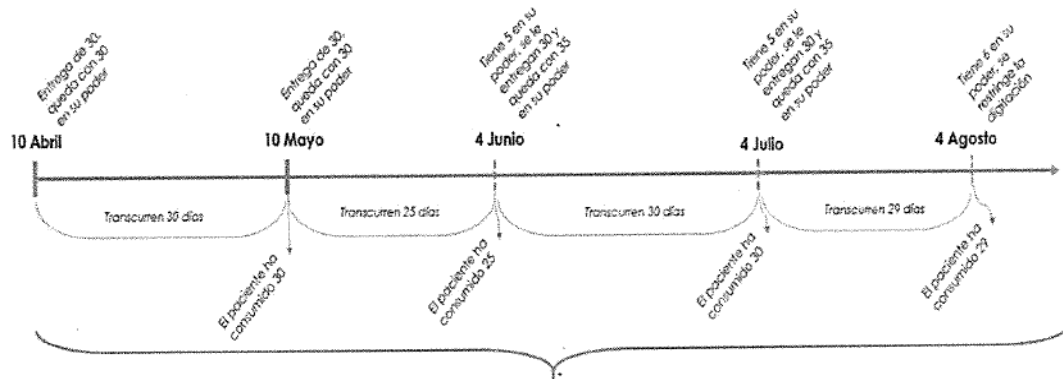 Entrega de 30,
queda con 30
en su poder
Entrega de 30,
queda con 30
en su poder
Tiene 5 en su
poder, se le
entregan 30 y
queda con 35
en su poder
Tiene 5 en su
poder, se le
entregan 30 y
queda con 35
en su poder
Tiene 6 en su
poder, se
restringe la
digitación
10 Abril
10 Mayo
4 Junio
4 Julio
4 Agosto
Transcurren 30 días
Transcurren 25 días
Transcurren 30 días
Transcurren 29 días
El paciente ha
consumido 30
El paciente ha
consumido 25
El paciente ha
consumido 30
El paciente ha
consumido 29